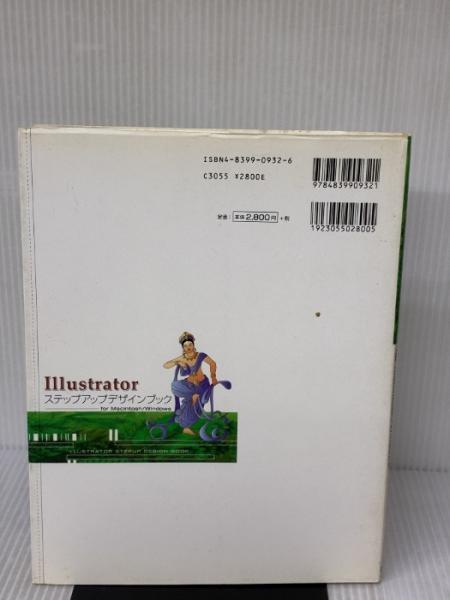 ISBN4-8399-0932-6
C3055 ¥2800E
9784839909321
定価：本体2,800円＋税
1923055028005
Illustrator
ステップアップデザインブック
for Macintosh/Windows
ILLUSTRATOR STEPUP DESIGN BOOK